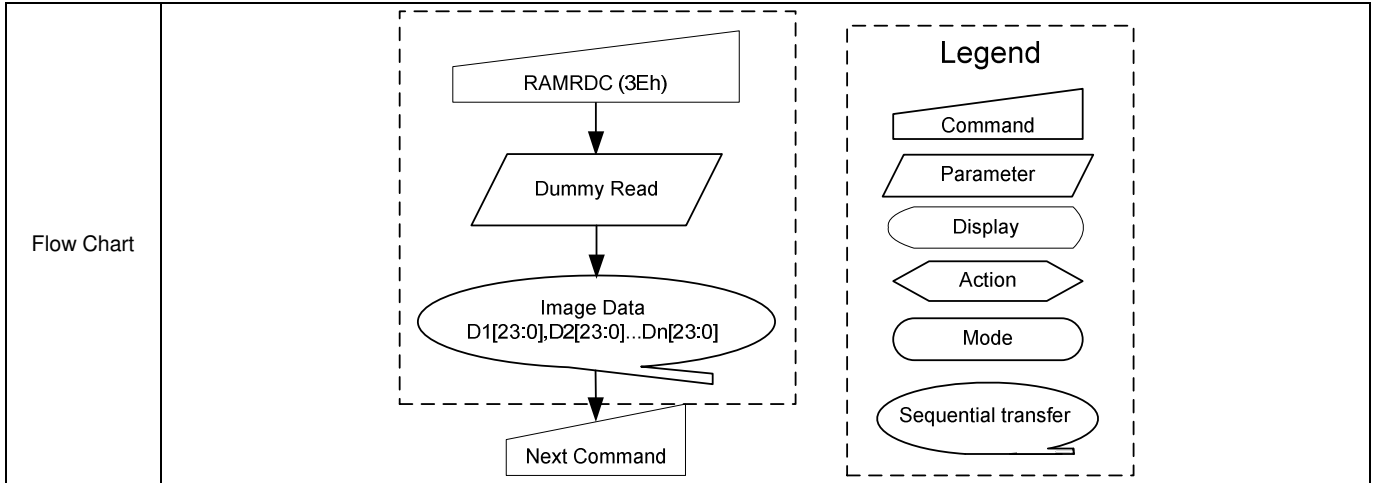 Flow Chart
RAMRDC (3Eh)
Dummy Read
Image Data
D1[23:0],D2[23:0]...Dn[23:0]
Next Command
Legend
Command
Parameter
Display
Action
Mode
Sequential transfer